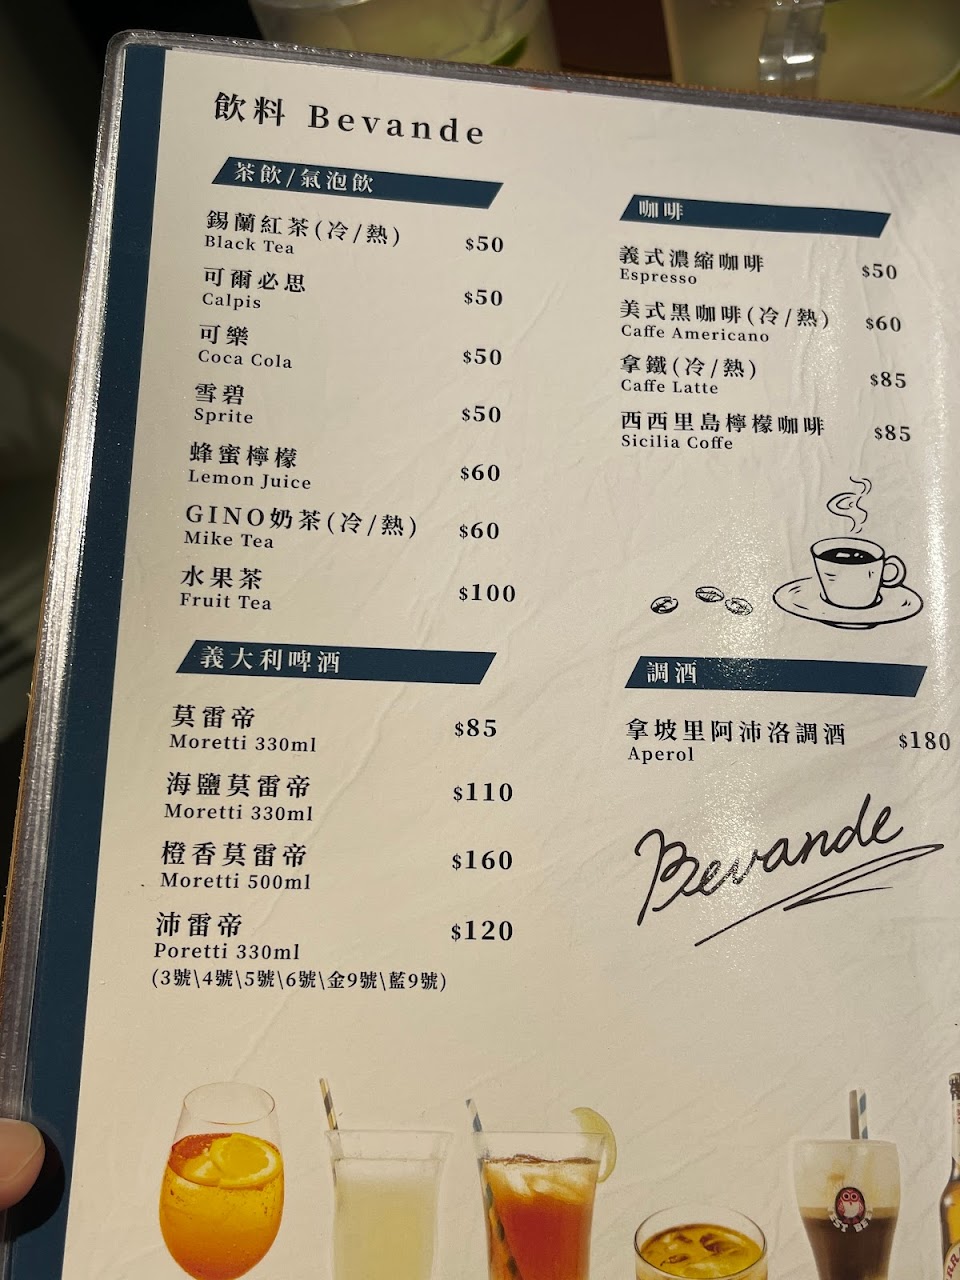 飲料 Bevande
茶飲/氣泡飲
錫蘭紅茶(冷/熱)
Black Tea
$50
可爾必思
Calpis
$50
可樂
Coca Cola
$50
雪碧
Sprite
$50
蜂蜜檸檬
Lemon Juice
$60
GINO奶茶(冷/熱)
Mike Tea
$60
水果茶
Fruit Tea
$100
義大利啤酒
莫雷帝
Moretti 330ml
$85
海鹽莫雷帝
Moretti 330ml
$110
橙香莫雷帝
Moretti 500ml
$160
沛雷帝
Poretti 330ml
$120
(3號\4號\5號\6號\金9號\藍9號)
咖啡
義式濃縮咖啡
Espresso
$50
美式黑咖啡(冷/熱)
Caffe Americano
$60
拿鐵(冷/熱)
Caffe Latte
$85
西西里島檸檬咖啡
Sicilia Coffe
$85
調酒
拿坡里阿沛洛調酒
Aperol
$180
Bevande